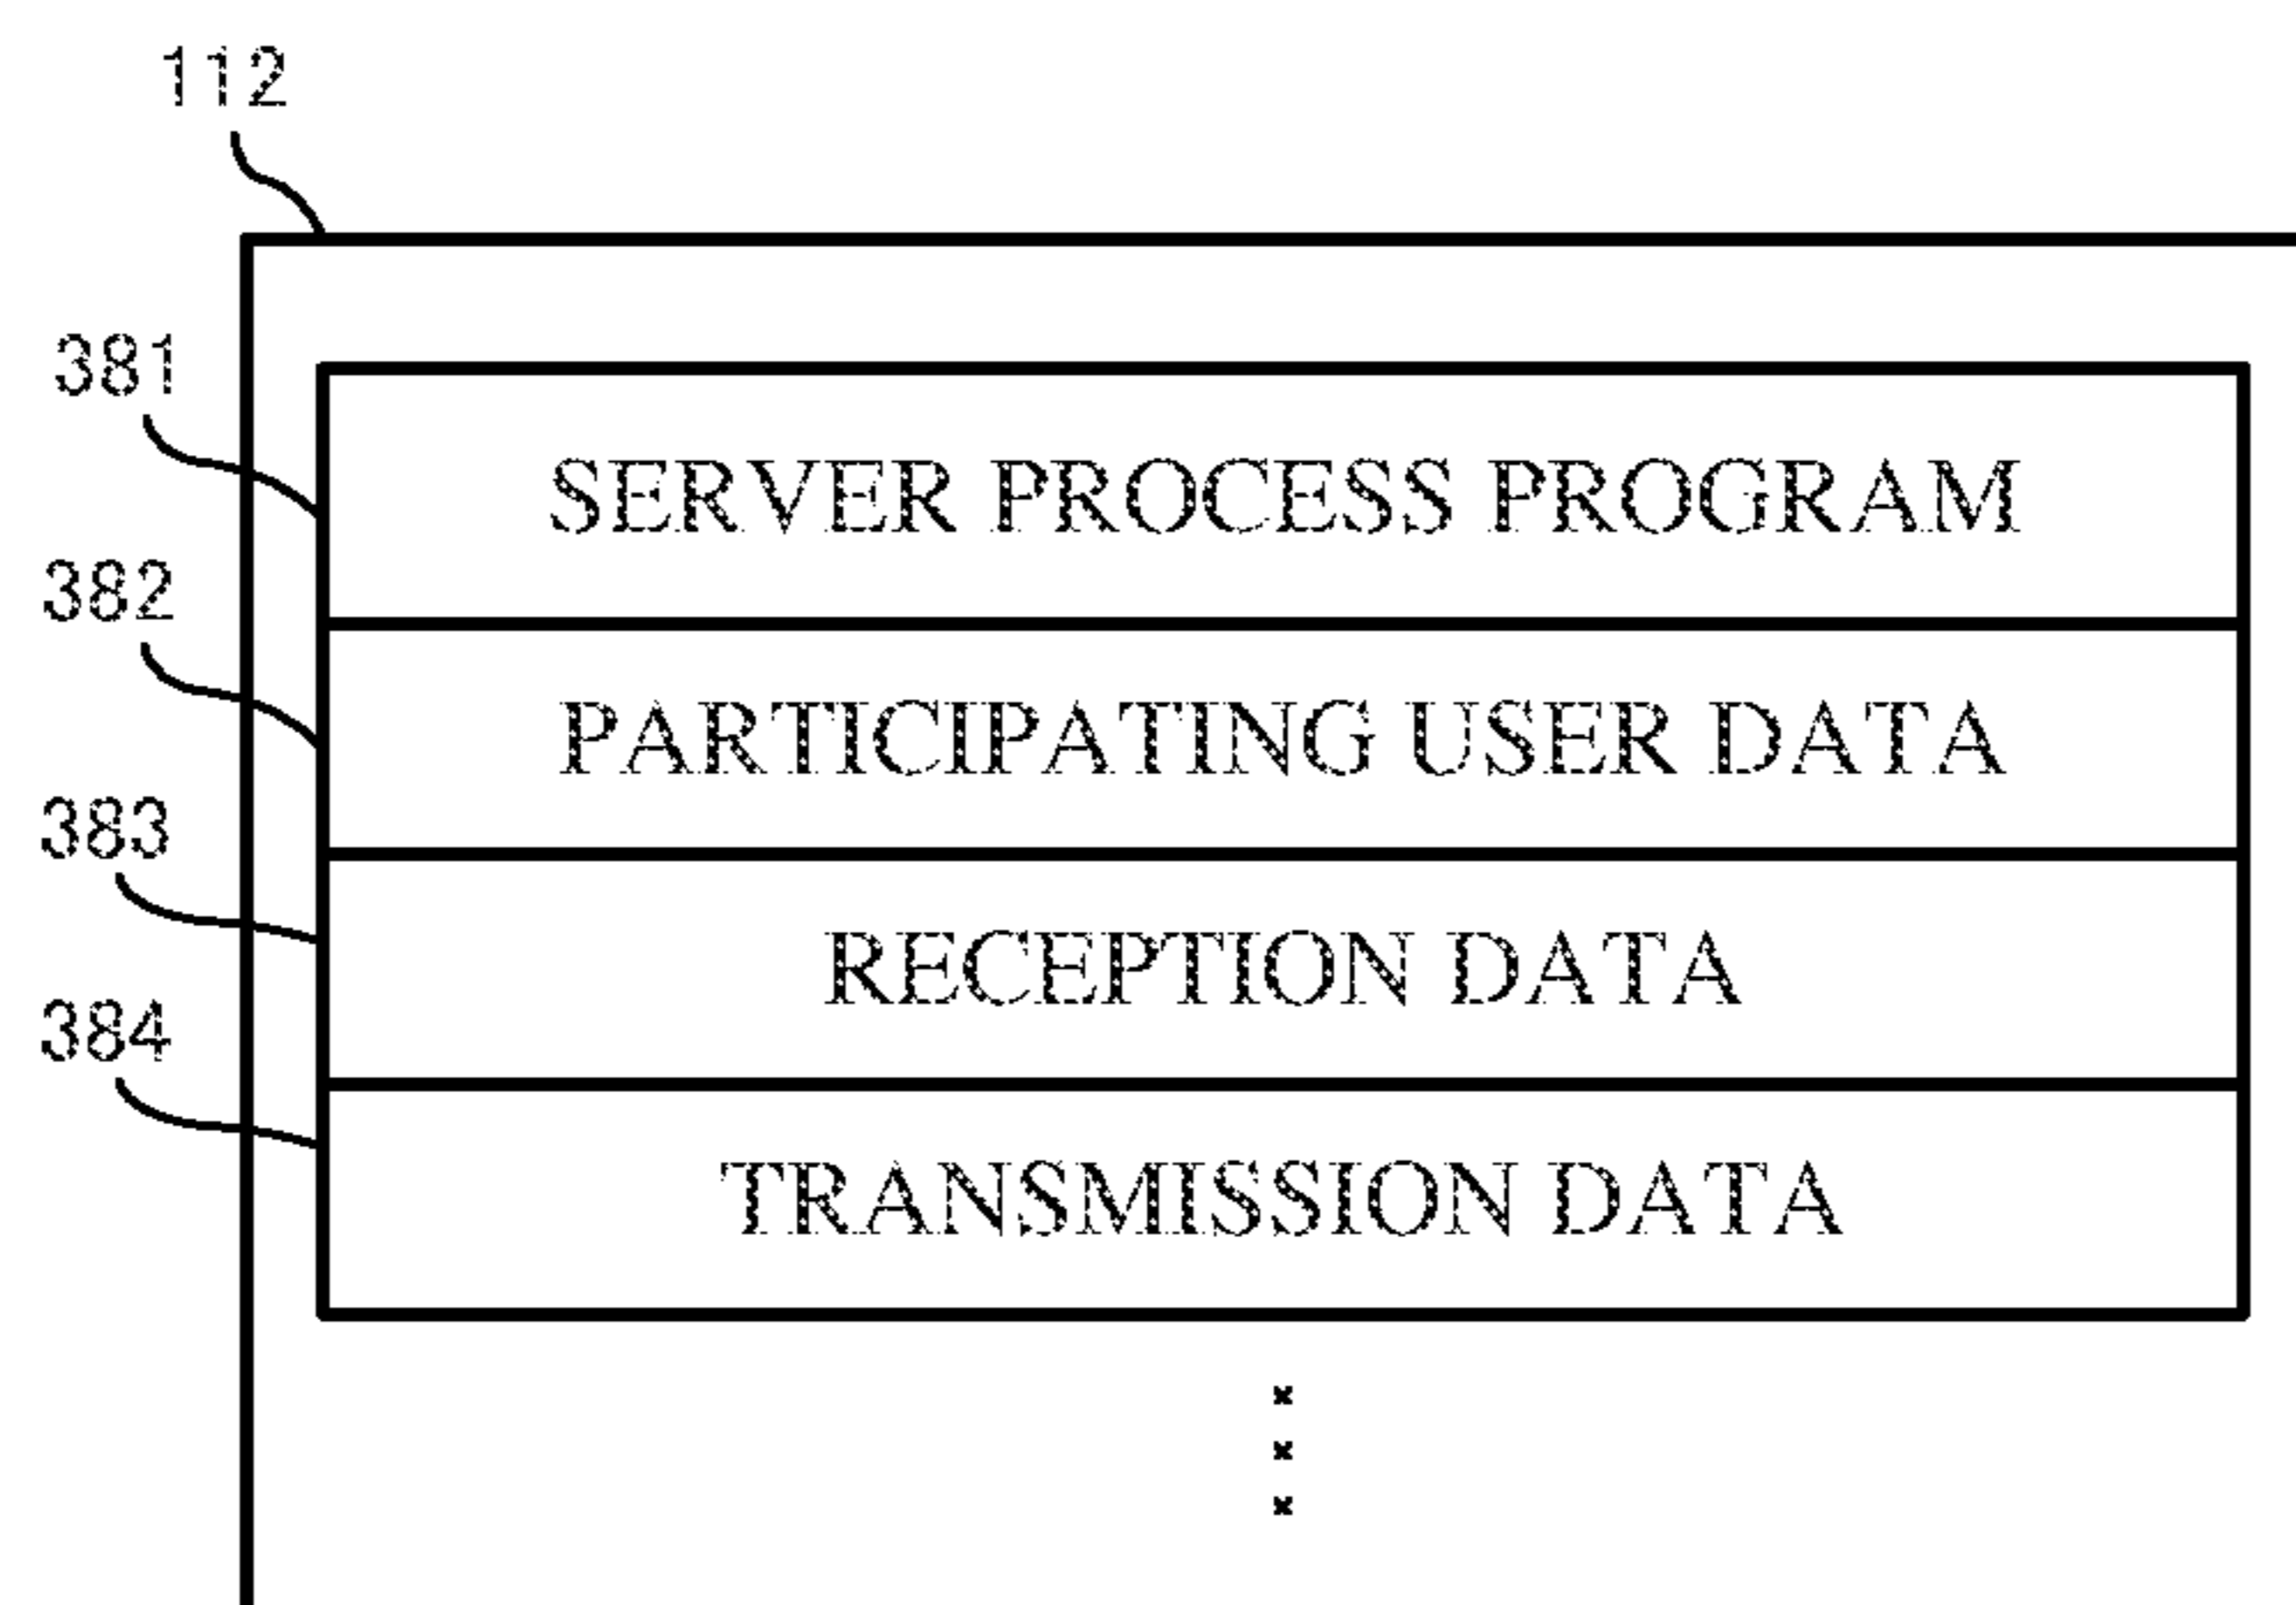 112
381
SERVER PROCESS PROGRAM
382
PARTICIPATING USER DATA
383
RECEPTION DATA
384
TRANSMISSION DATA